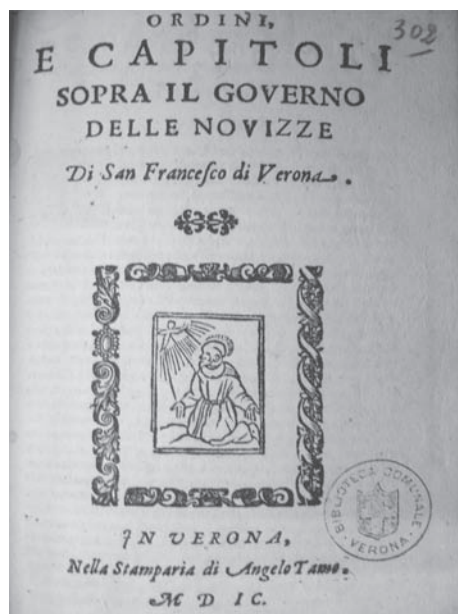 ORDINI,
302
E CAPITOLI
SOPRA IL GOVERNO
DELLE NOVIZZE
Di San Franceſco di Verona.
IN VERONA,
Nella Stamparia di Angelo Tamo.
M D IC.
BIBLIOTECA COMUNALE
· VERONA ·